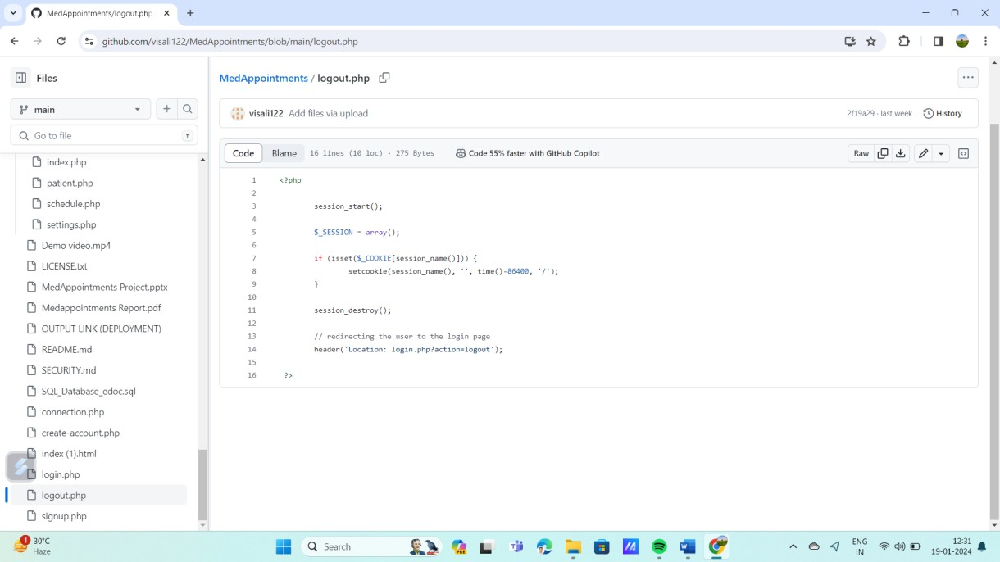 MedAppointments/logout.php
github.com/visali122/MedAppointments/blob/main/logout.php
Files
main
Go to file
t
index.php
patient.php
schedule.php
settings.php
Demo video.mp4
LICENSE.txt
MedAppointments Project.pptx
Medappointments Report.pdf
OUTPUT LINK (DEPLOYMENT)
README.md
SECURITY.md
SQL_Database_edoc.sql
connection.php
create-account.php
index (1).html
login.php
logout.php
signup.php
MedAppointments / logout.php
visali122 Add files via upload
2f19a29 · last week
History
Code Blame 16 lines (10 loc) · 275 Bytes
Code 55% faster with GitHub Copilot
Raw
1 <?php
2
3 session_start();
4
5 $_SESSION = array();
6
7 if (isset($_COOKIE[session_name()])) {
8 setcookie(session_name(), '', time()-86400, '/');
9 }
10
11 session_destroy();
12
13 // redirecting the user to the login page
14 header('Location: login.php?action=logout');
15
16 ?>
1
30°C
Haze
Search
PRE
ENG
IN
12:31
19-01-2024